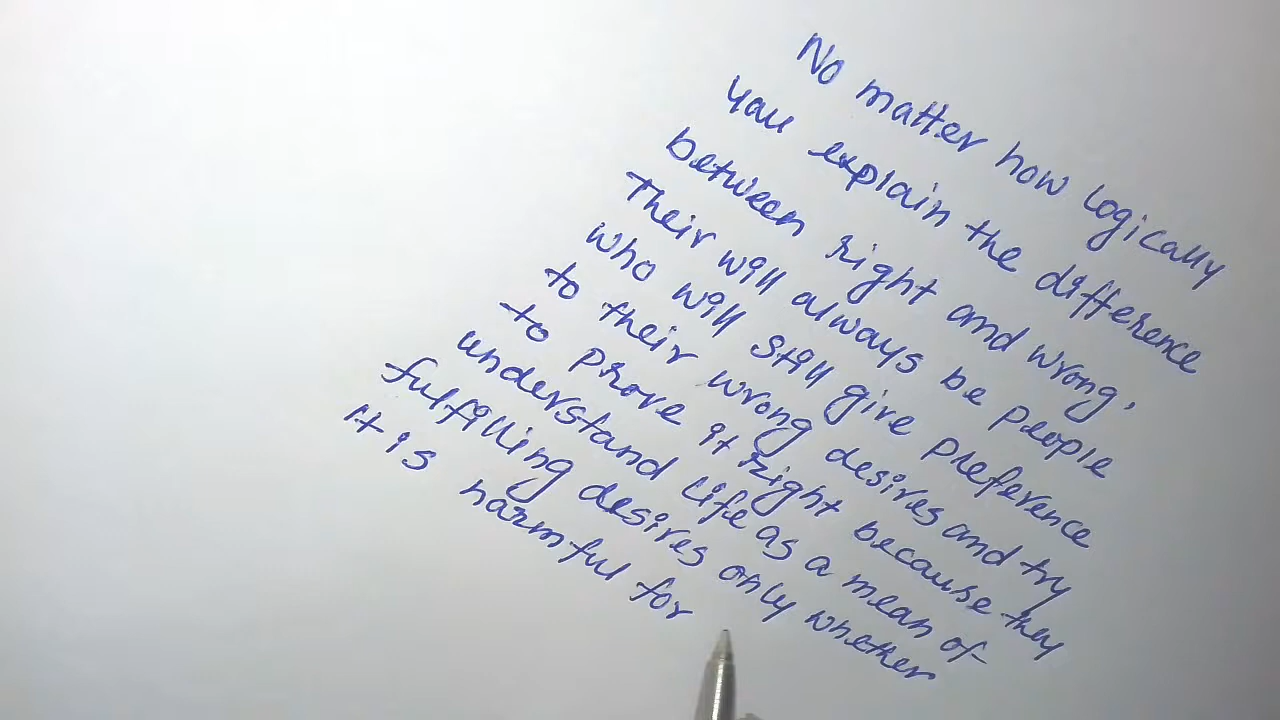 No matter how logically
you explain the difference
between right and wrong,
Their will always be people
who will still give preference
to their wrong desires and try
to prove it right because they
understand life as a mean of
fulfilling desires only whether
it is harmful for